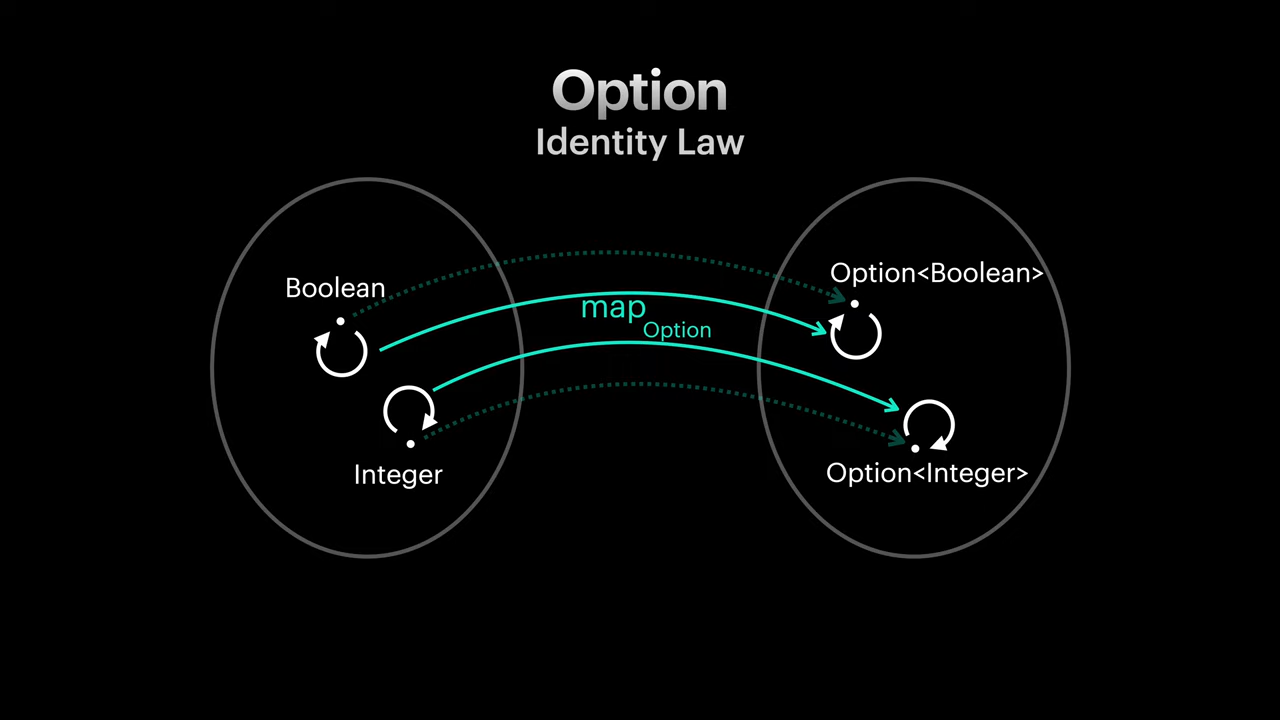 Option
Identity Law
Boolean
Option<Boolean>
map
Option
Integer
Option<Integer>